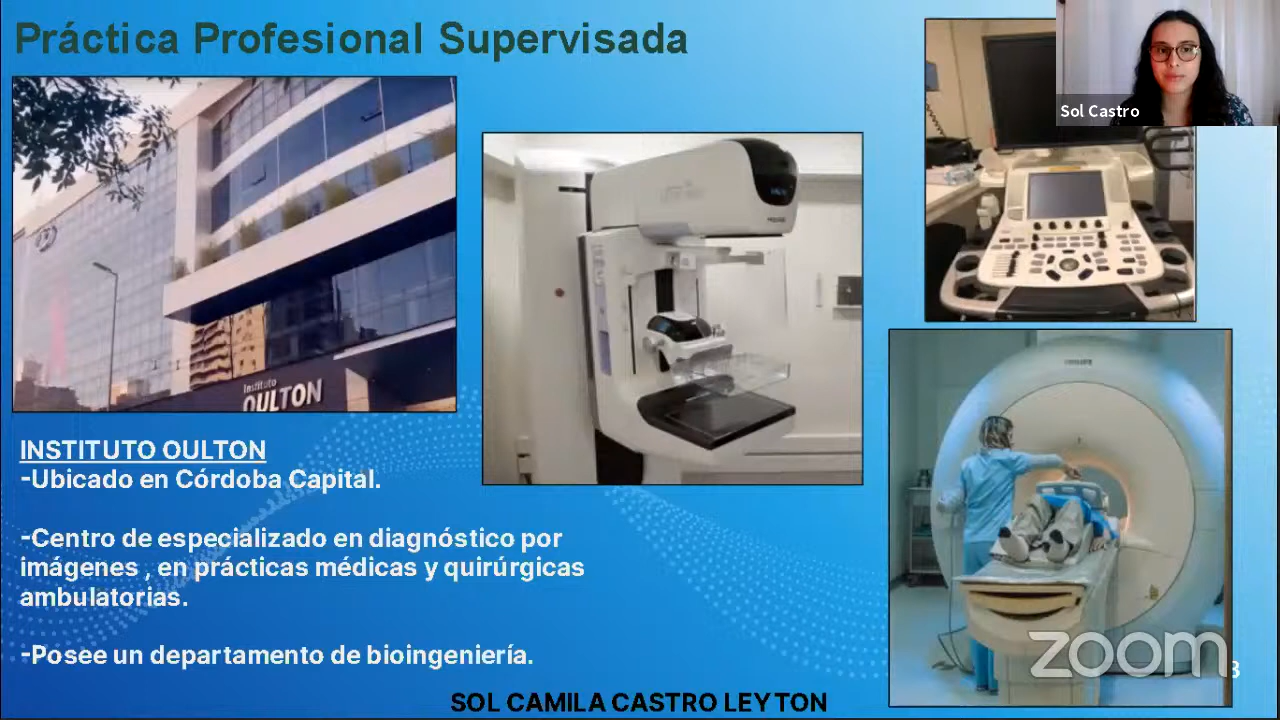 Práctica Profesional Supervisada
Sol Castro
Instituto
OULTON
PHILIPS
INSTITUTO OULTON
-Ubicado en Córdoba Capital.
-Centro de especializado en diagnóstico por
imágenes , en prácticas médicas y quirúrgicas
ambulatorias.
-Posee un departamento de bioingeniería.
zoom
SOL CAMILA CASTRO LEYTON